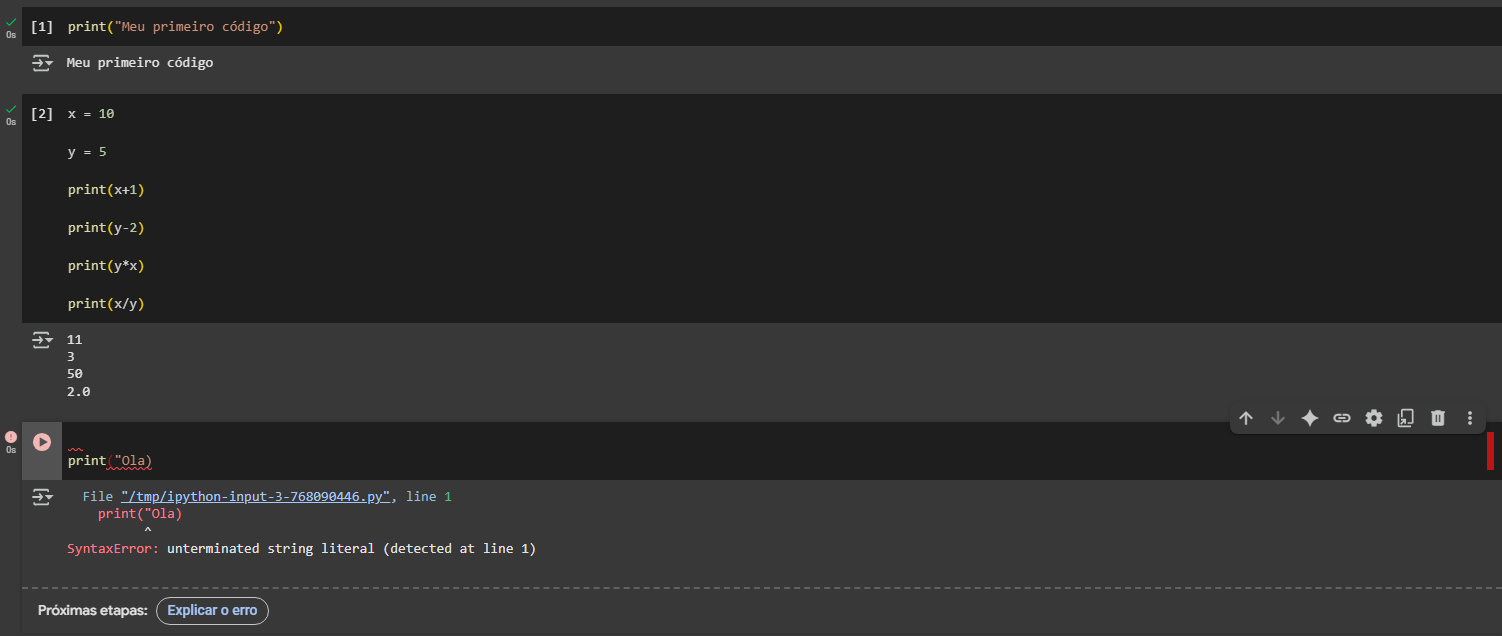 0s
[1] print("Meu primeiro código")
Meu primeiro código
0s
[2] x = 10
y = 5
print(x+1)
print(y-2)
print(y*x)
print(x/y)
11
3
50
2.0
0s
print("Ola)
File "/tmp/ipython-input-3-768090446.py", line 1
print("Ola)
^
SyntaxError: unterminated string literal (detected at line 1)
Próximas etapas: Explicar o erro